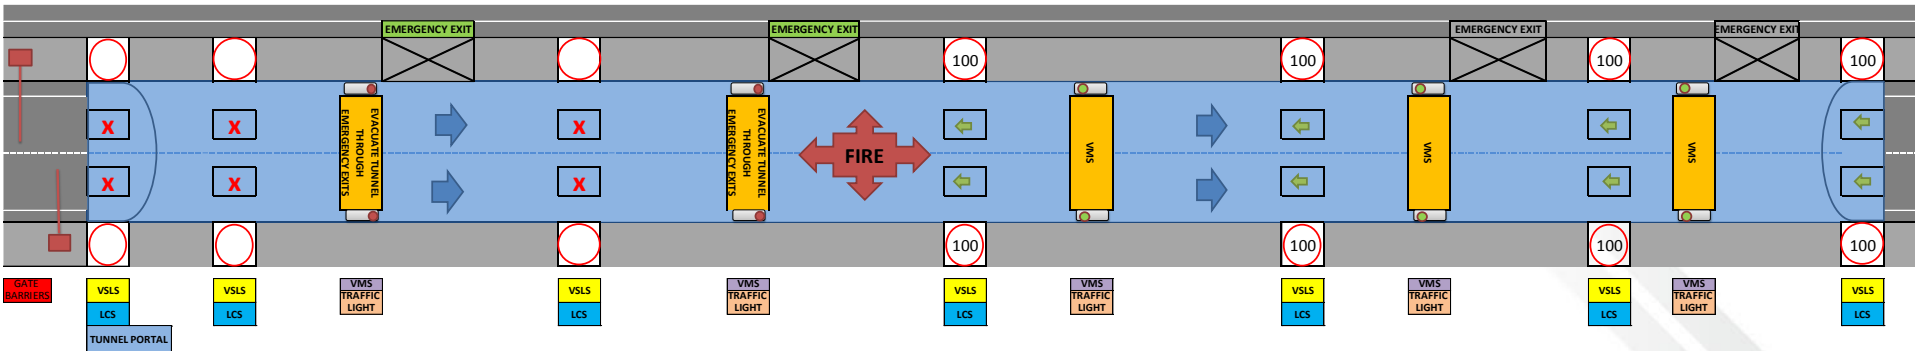 EMERGENCY EXIT
EMERGENCY EXIT
EMERGENCY EXIT
EMERGENCY EXIT
100
100
100
100
X
X
X
EVACUATE TUNNEL
THROUGH
EMERGENCY EXITS
EVACUATE TUNNEL
THROUGH
EMERGENCY EXITS
FIRE
VMS
VMS
VMS
X
X
X
100
100
100
100
GATE
BARRIERS
VSLS
LCS
TUNNEL PORTAL
VSLS
LCS
VMS
TRAFFIC
LIGHT
VSLS
LCS
VMS
TRAFFIC
LIGHT
VSLS
LCS
VMS
TRAFFIC
LIGHT
VSLS
LCS
VMS
TRAFFIC
LIGHT
VSLS
LCS
VMS
TRAFFIC
LIGHT
VSLS
LCS